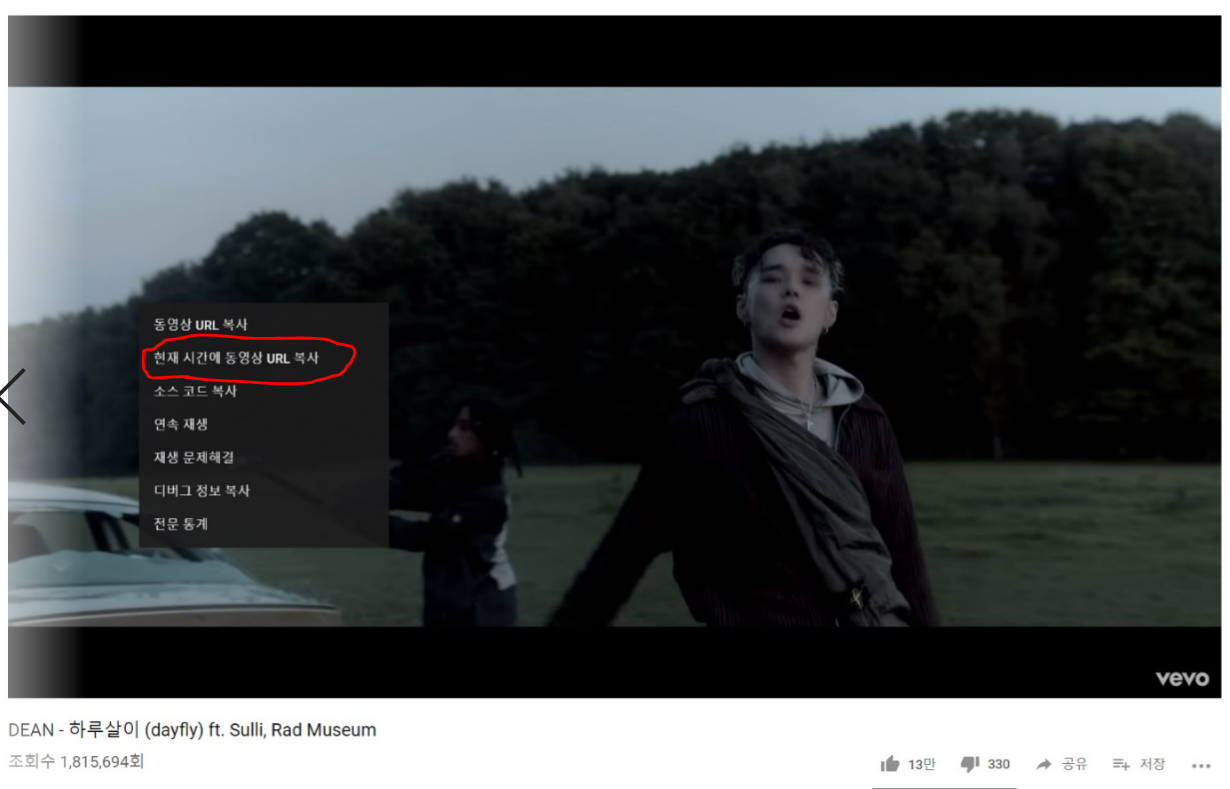 동영상 URL 복사
현재 시간에 동영상 URL 복사
소스 코드 복사
연속 재생
재생 문제해결
디버그 정보 복사
전문 통계
vevo
DEAN - 하루살이 (dayfly) ft. Sulli, Rad Museum
조회수 1,815,694회
13만 330 공유 저장